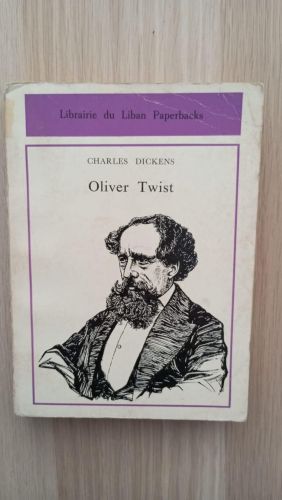 Librairie du Liban Paperbacks
CHARLES DICKENS
Oliver Twist